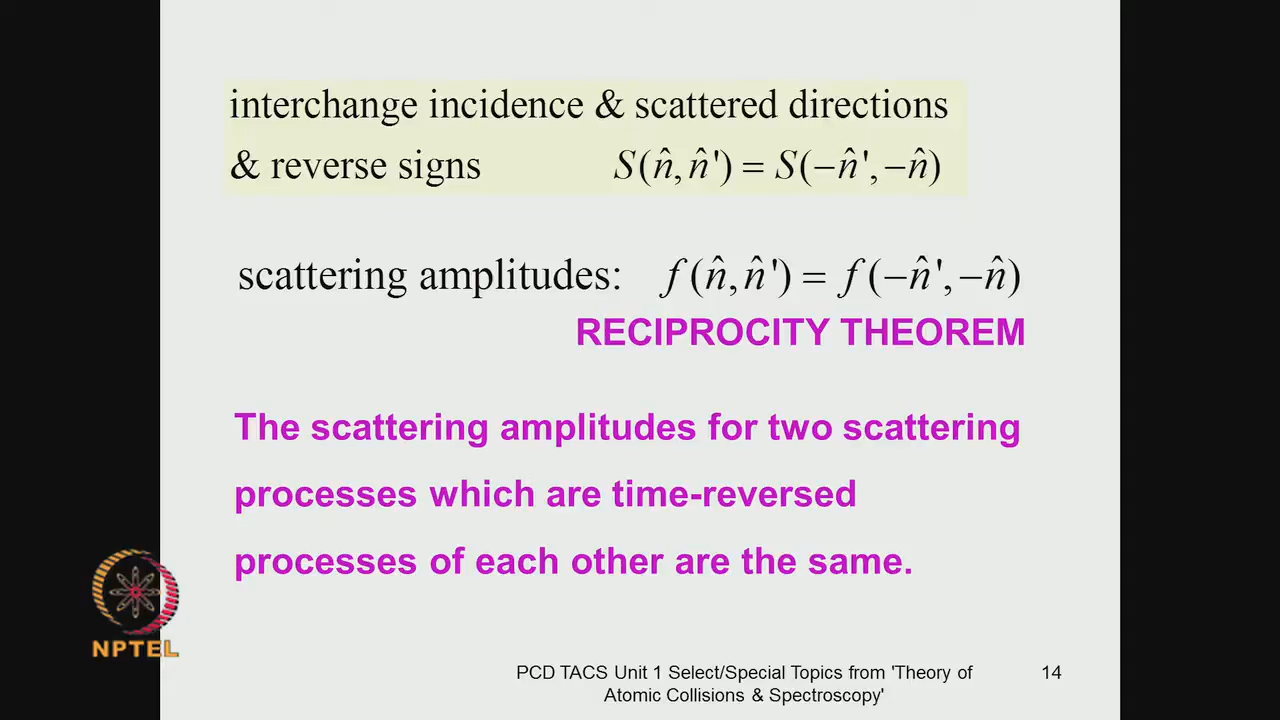 interchange incidence & scattered directions
& reverse signs S(n̂, n̂') = S(−n̂', −n̂)
scattering amplitudes: f(n̂, n̂') = f(−n̂', −n̂)
RECIPROCITY THEOREM
The scattering amplitudes for two scattering
processes which are time-reversed
processes of each other are the same.
NPTEL
PCD TACS Unit 1 Select/Special Topics from 'Theory of
Atomic Collisions & Spectroscopy'
14